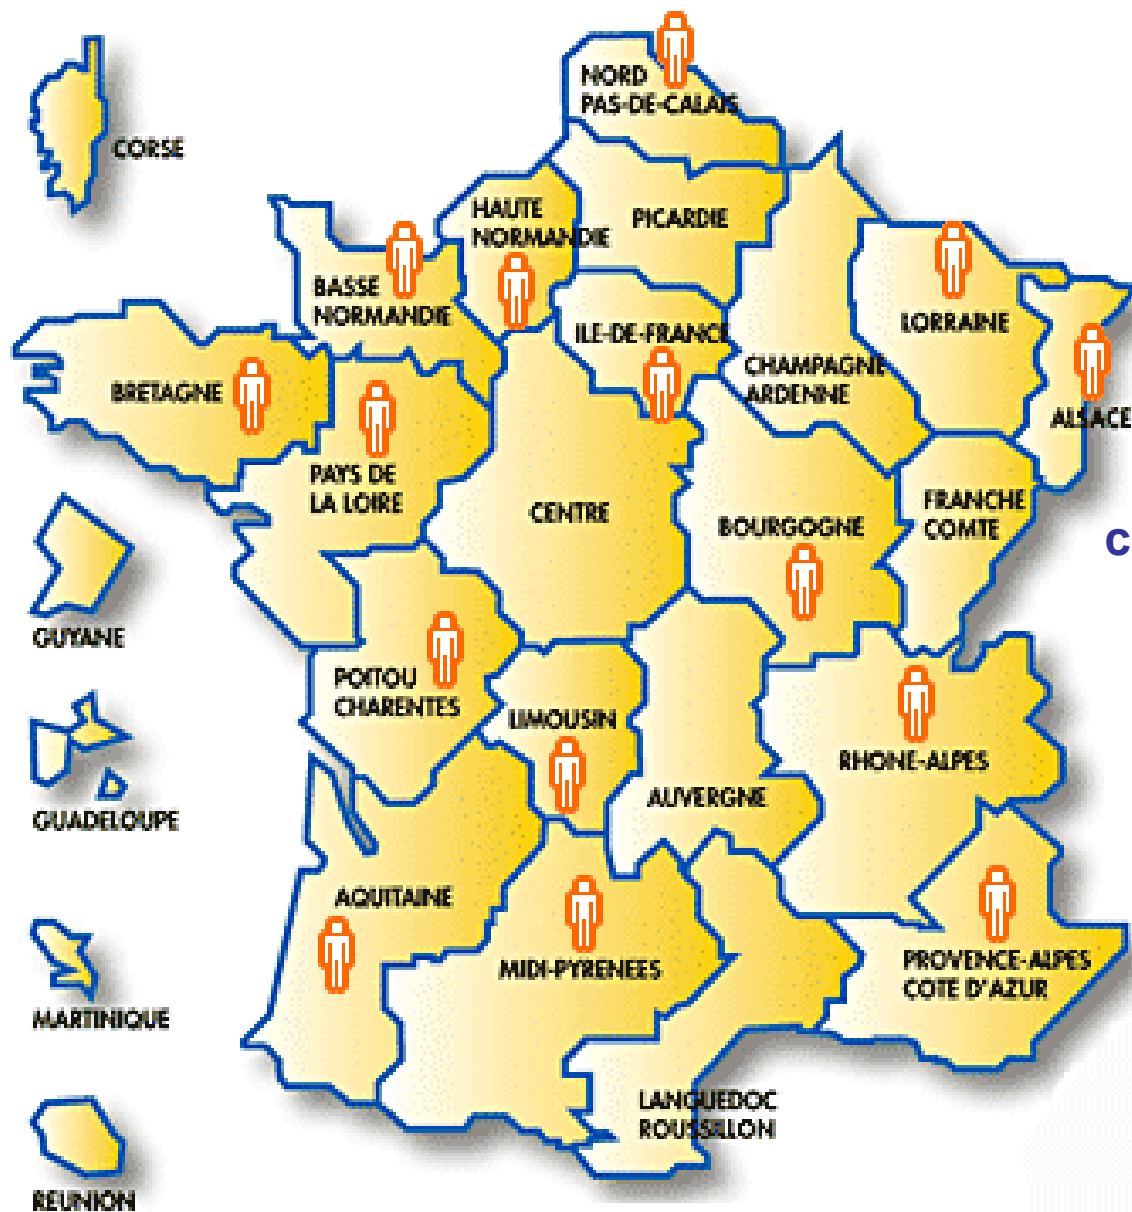 NORD
PAS-DE-CALAIS
CORSE
HAUTE
NORMANDIE
PICARDIE
BASSE
NORMANDIE
ILE-DE-FRANCE
LORRAINE
CHAMPAGNE
ARDENNE
BRETAGNE
ALSACE
PAYS DE
LA LOIRE
CENTRE
BOURGOGNE
FRANCHE
COMTE
C
GUYANE
POITOU
CHARENTES
LIMOUSIN
RHONE-ALPES
AUVERGNE
GUADELOUPE
AQUITAINE
MIDI-PYRENEES
PROVENCE-ALPES
COTE D'AZUR
MARTINIQUE
LANGUEDOC
ROUSSILLON
REUNION